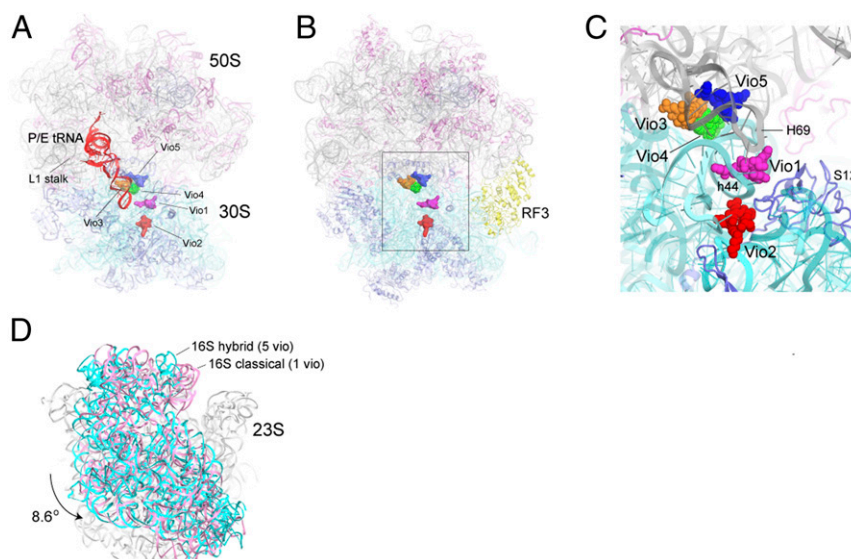 A
50S
P/E tRNA
Vio5
L1 stalk
Vio4
30S
Vio1
Vio3
Vio2
B
RF3
C
Vio5
Vio3
H69
Vio4
Vio1
h44
Vio2
D
16S hybrid (5 vio)
16S classical (1 vio)
23S
8.6°